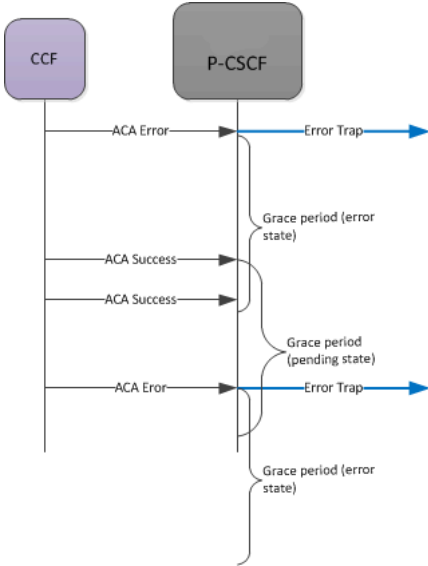 CCF
P-CSCF
ACA Error
Error Trap
Grace period (error
state)
ACA Success
ACA Success
Grace period
(pending state)
ACA Eror
Error Trap
Grace period (error
state)